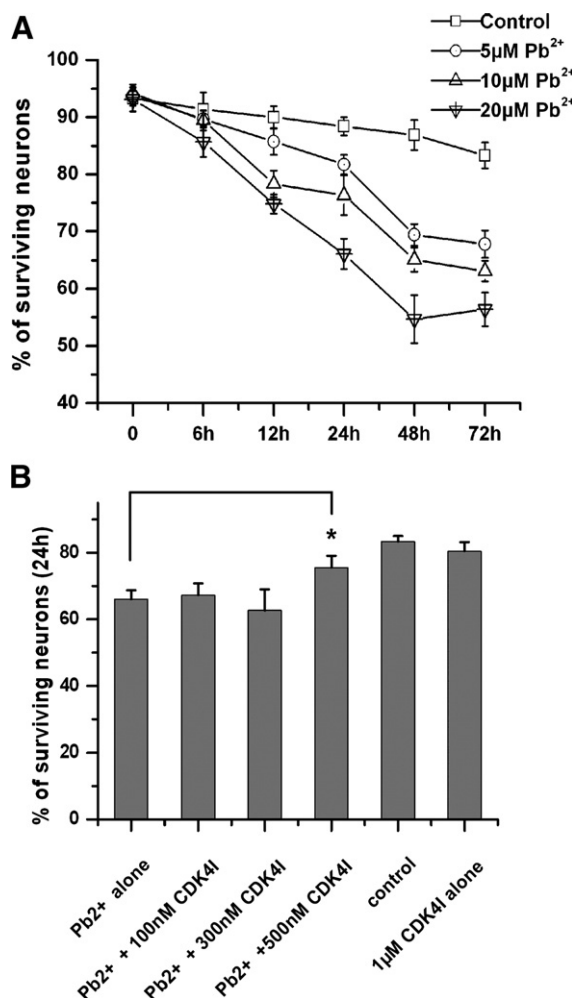 A
Control
5µM Pb²⁺
10µM Pb²⁺
20µM Pb²⁺
% of surviving neurons
100
90
80
70
60
50
40
0 6h 12h 24h 48h 72h
B
% of surviving neurons (24h)
80
60
40
20
0
*
Pb2+ alone
Pb2+ + 100nM CDK4I
Pb2+ + 300nM CDK4I
Pb2+ +500nM CDK4I
control
1µM CDK4I alone